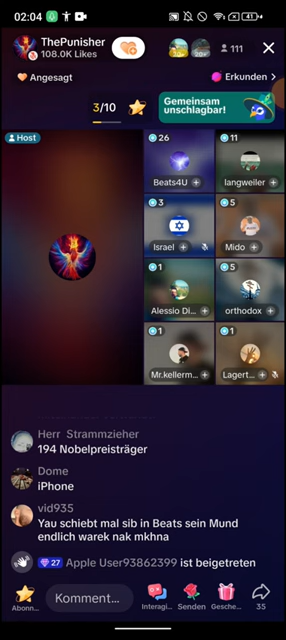 02:04
41
ThePunisher
108.0K Likes
20+
20+
111
Angesagt
Erkunden
3/10
Gemeinsam
unschlagbar!
Host
26
Beats4U
11
langweiler
3
Israel
5
Mido
1
Alessio Di...
5
orthodox
1
Mr.kellerm...
1
Lagert...
Herr Strammzieher
194 Nobelpreisträger
Dome
iPhone
vid935
Yau schiebt mal sib in Beats sein Mund
endlich warek nak mkhna
27 Apple User93862399 ist beigetreten
Abonn...
Komment...
Interagi...
Senden
Gesche...
35